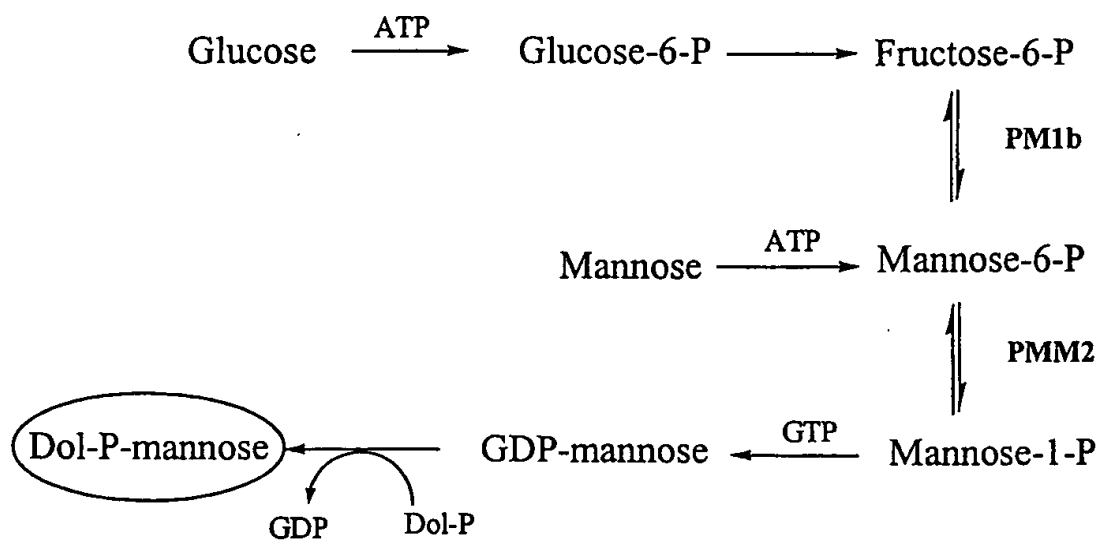 ATP
Glucose Glucose-6-P Fructose-6-P
PM1b
ATP
Mannose Mannose-6-P
PMM2
GTP
Dol-P-mannose GDP-mannose Mannose-1-P
GDP Dol-P